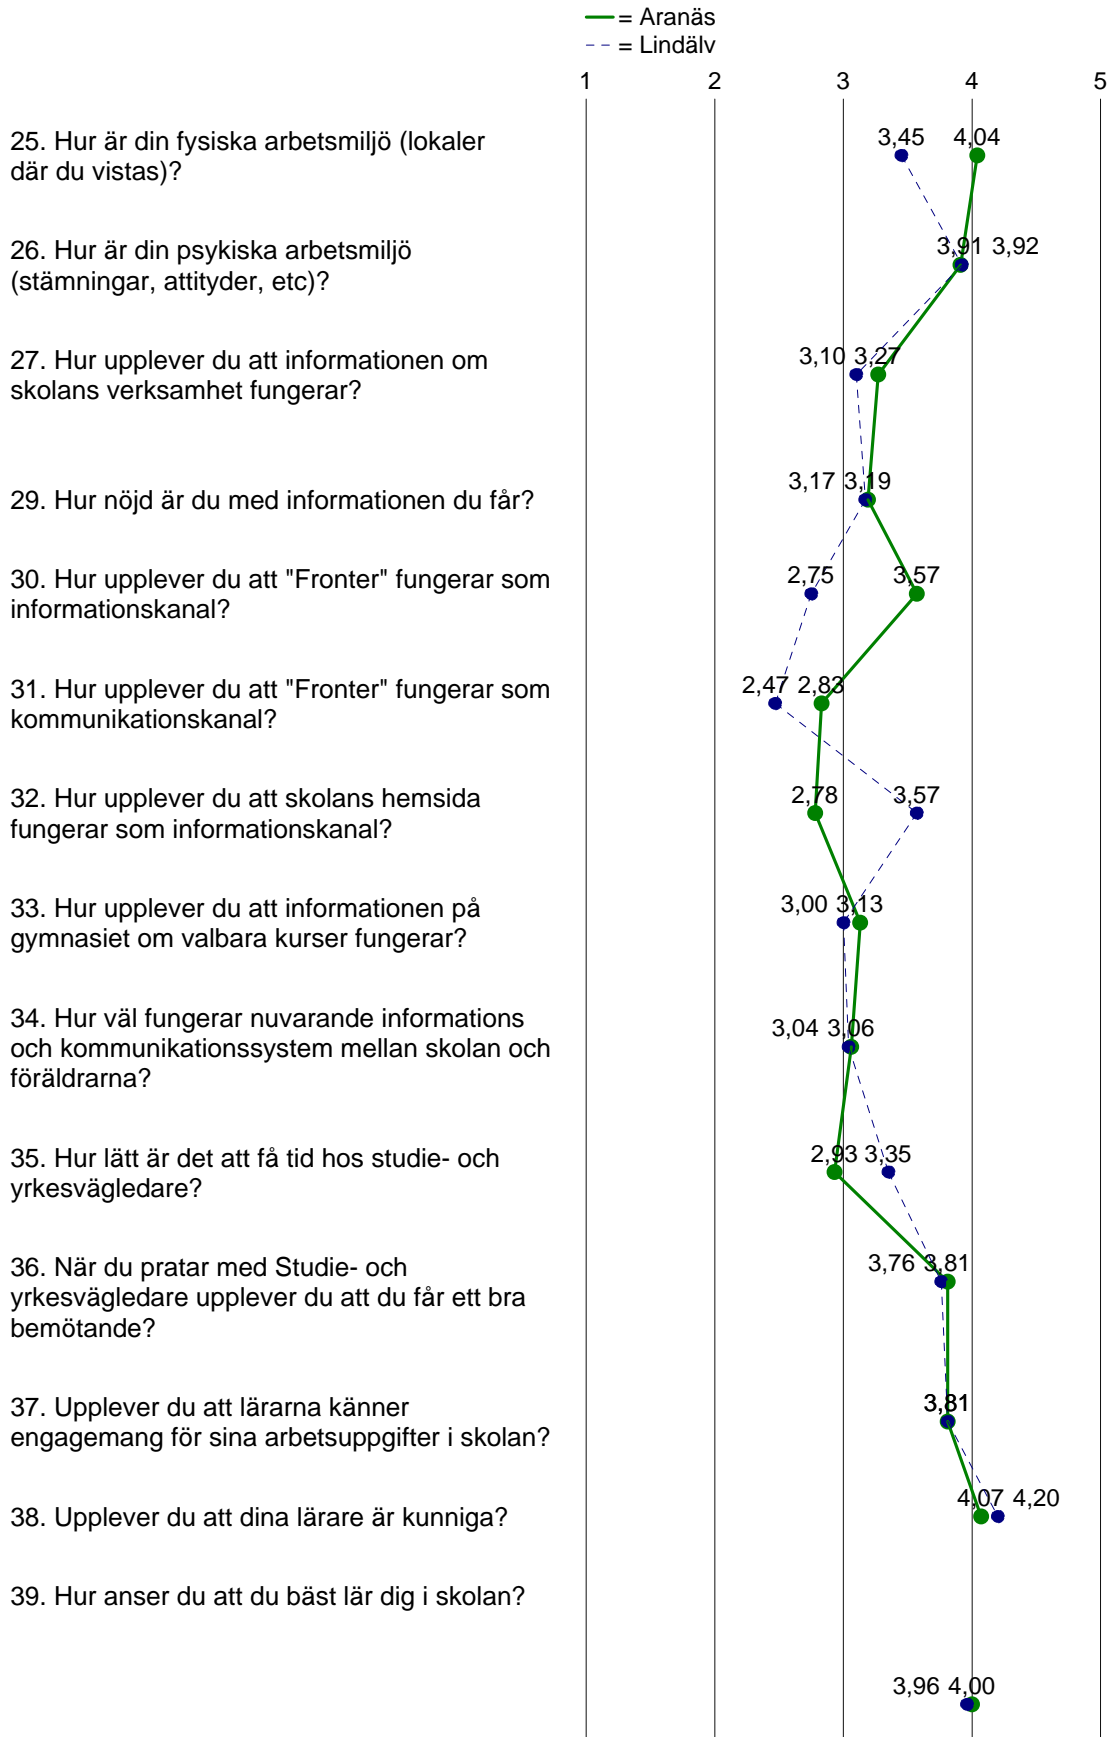 = Aranäs
= Lindälv
1 2 3 4 5
25. Hur är din fysiska arbetsmiljö (lokaler
där du vistas)?
3,45 4,04
26. Hur är din psykiska arbetsmiljö
(stämningar, attityder, etc)?
3,91 3,92
27. Hur upplever du att informationen om
skolans verksamhet fungerar?
3,10 3,27
29. Hur nöjd är du med informationen du får?
3,17 3,19
30. Hur upplever du att "Fronter" fungerar som
informationskanal?
2,75 3,57
31. Hur upplever du att "Fronter" fungerar som
kommunikationskanal?
2,47 2,83
32. Hur upplever du att skolans hemsida
fungerar som informationskanal?
2,78 3,57
33. Hur upplever du att informationen på
gymnasiet om valbara kurser fungerar?
3,00 3,13
34. Hur väl fungerar nuvarande informations
och kommunikationssystem mellan skolan och
föräldrarna?
3,04 3,06
35. Hur lätt är det att få tid hos studie- och
yrkesvägledare?
2,93 3,35
36. När du pratar med Studie- och
yrkesvägledare upplever du att du får ett bra
bemötande?
3,76 3,81
37. Upplever du att lärarna känner
engagemang för sina arbetsuppgifter i skolan?
3,81
38. Upplever du att dina lärare är kunniga?
4,07 4,20
39. Hur anser du att du bäst lär dig i skolan?
3,96 4,00